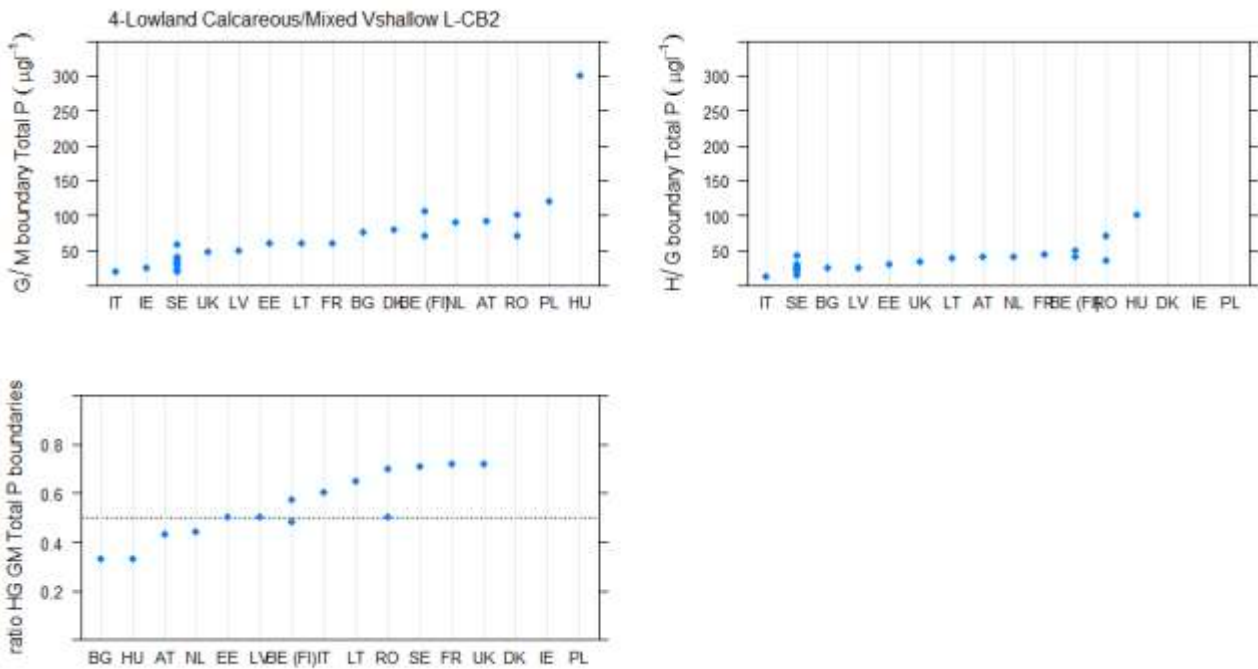 4-Lowland Calcareous/Mixed Vshallow L-CB2
G/ M boundary Total P ( µgl⁻¹)
300
250
200
150
100
50
IT IE SE UK LV EE LT FR BG DK BE (Fl) NL AT RO PL HU
H/ G boundary Total P ( µgl⁻¹)
300
250
200
150
100
50
IT SE BG LV EE UK LT AT NL FR BE (Fl) RO HU DK IE PL
ratio HG GM Total P boundaries
0.8
0.6
0.4
0.2
BG HU AT NL EE LV BE (Fl) IT LT RO SE FR UK DK IE PL